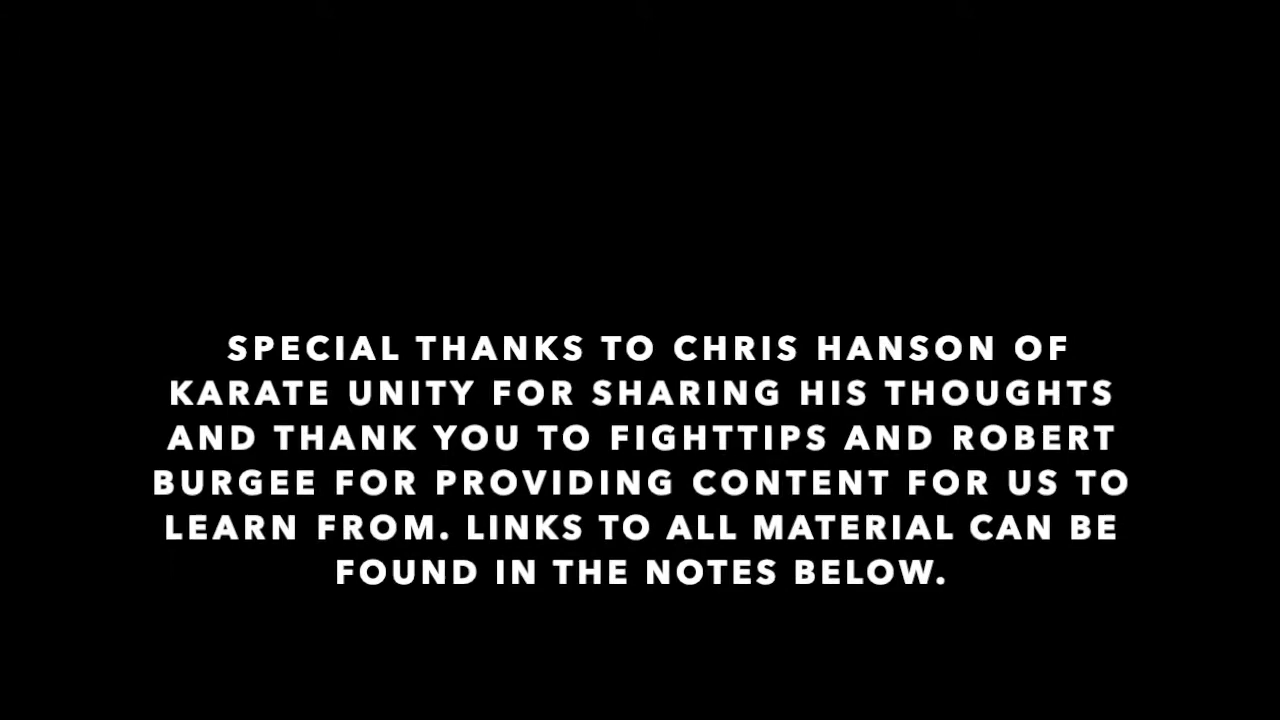 SPECIAL THANKS TO CHRIS HANSON OF
KARATE UNITY FOR SHARING HIS THOUGHTS
AND THANK YOU TO FIGHTTIPS AND ROBERT
BURGEE FOR PROVIDING CONTENT FOR US TO
LEARN FROM. LINKS TO ALL MATERIAL CAN BE
FOUND IN THE NOTES BELOW.